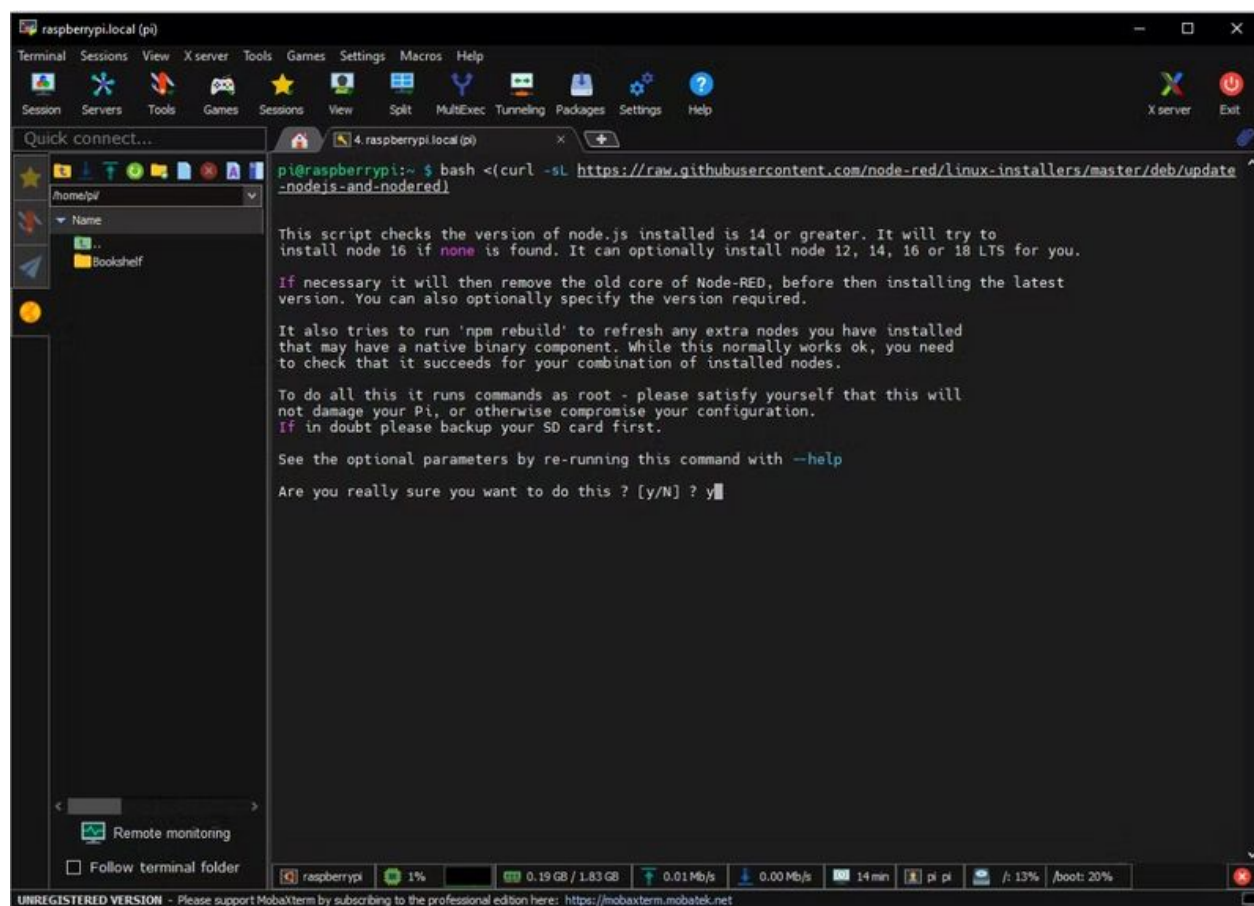 raspberrypi.local (pi)
Terminal Sessions View X server Tools Games Settings Macros Help
Session Servers Tools Games Sessions View Split MultiExec Tunneling Packages Settings Help X server Exit
Quick connect...
4. raspberrypi.local (pi)
/home/pi/
Name
..
Bookshelf
pi@raspberrypi:~ $ bash <(curl -sL https://raw.githubusercontent.com/node-red/linux-installers/master/deb/update
-nodejs-and-nodered)
This script checks the version of node.js installed is 14 or greater. It will try to
install node 16 if none is found. It can optionally install node 12, 14, 16 or 18 LTS for you.
If necessary it will then remove the old core of Node-RED, before then installing the latest
version. You can also optionally specify the version required.
It also tries to run 'npm rebuild' to refresh any extra nodes you have installed
that may have a native binary component. While this normally works ok, you need
to check that it succeeds for your combination of installed nodes.
To do all this it runs commands as root - please satisfy yourself that this will
not damage your Pi, or otherwise compromise your configuration.
If in doubt please backup your SD card first.
See the optional parameters by re-running this command with --help
Are you really sure you want to do this ? [y/N] ? y
Remote monitoring
Follow terminal folder
raspberrypi 1% 0.19 GB / 1.83 GB 0.01 Mb/s 0.00 Mb/s 14 min pi pi /: 13% /boot: 20%
UNREGISTERED VERSION - Please support MobaXterm by subscribing to the professional edition here: https://mobaxterm.mobatek.net